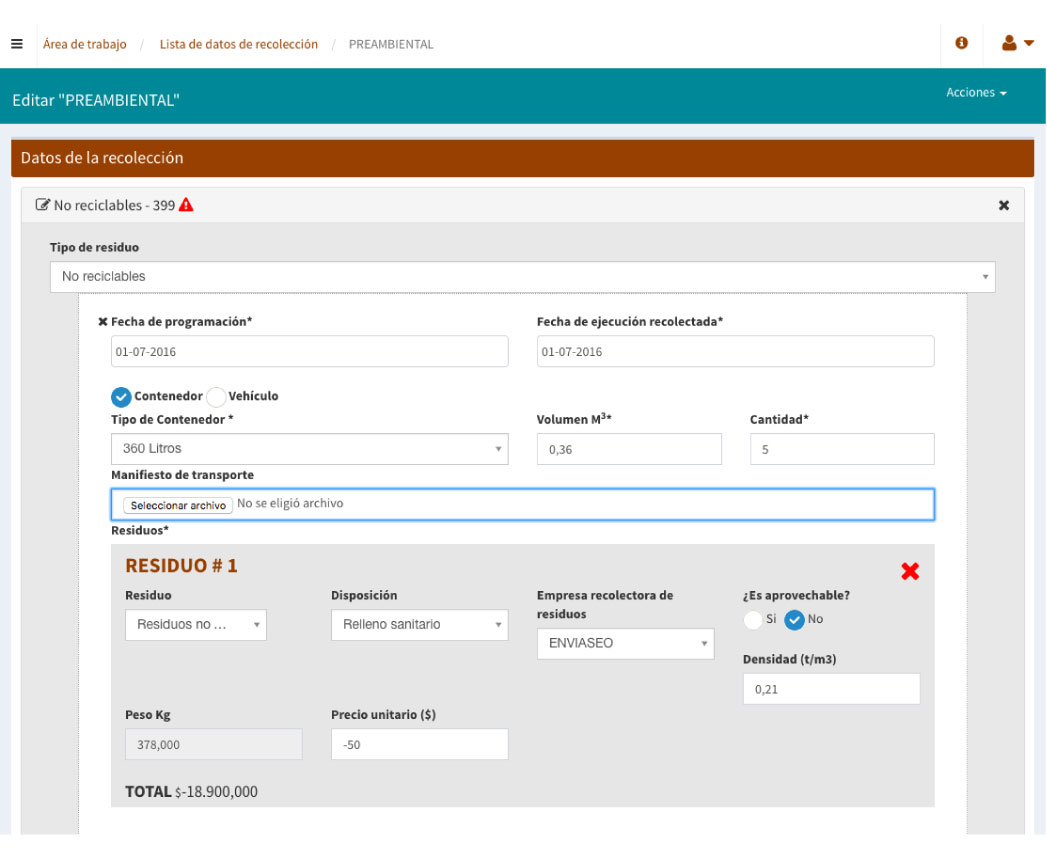 Área de trabajo / Lista de datos de recolección / PREAMBIENTAL
Editar "PREAMBIENTAL"
Acciones
Datos de la recolección
No reciclables - 399
Tipo de residuo
No reciclables
Fecha de programación* Fecha de ejecución recolectada*
01-07-2016 01-07-2016
Contenedor Vehículo
Tipo de Contenedor * Volumen M³* Cantidad*
360 Litros 0,36 5
Manifiesto de transporte
Seleccionar archivo No se eligió archivo
Residuos*
RESIDUO # 1
Residuo Disposición Empresa recolectora de residuos ¿Es aprovechable?
Residuos no ... Relleno sanitario ENVIASEO Si No
Densidad (t/m3)
0,21
Peso Kg Precio unitario ($)
378,000 -50
TOTAL $-18.900,000